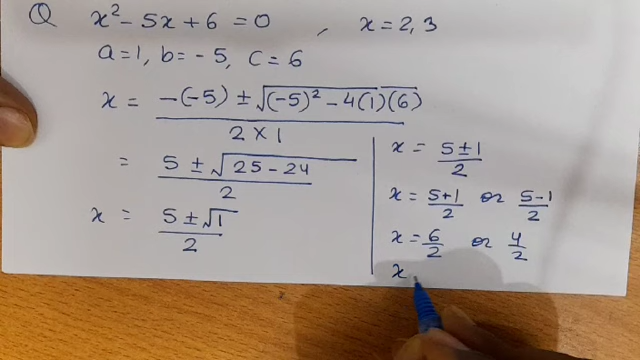 Q x² - 5x + 6 = 0 , x = 2, 3
a = 1, b = -5, c = 6
x = -(-5) ± √(-5)² - 4(1)(6)
2 × 1
= 5 ± √25 - 24
2
x = 5 ± √1
2
x = 5 ± 1
2
x = 5+1 or 5-1
2 2
x = 6 or 4
2 2
x